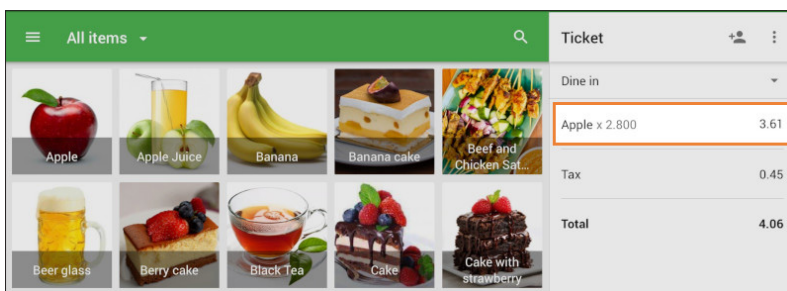 All items
Ticket
Dine in
Apple x 2.800 3.61
Tax 0.45
Total 4.06
Apple
Apple Juice
Banana
Banana cake
Beef and
Chicken Sat...
Beer glass
Berry cake
Black Tea
Cake
Cake with
strawberry